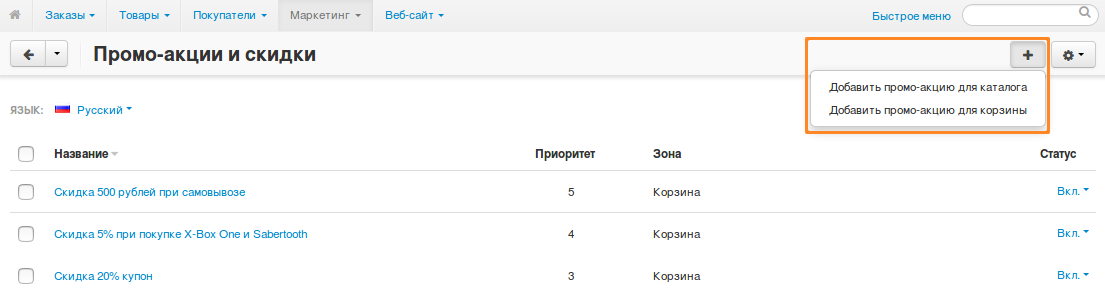 Заказы Товары Покупатели Маркетинг Веб-сайт Быстрое меню
Промо-акции и скидки
Добавить промо-акцию для каталога
Добавить промо-акцию для корзины
ЯЗЫК: Русский
Название Приоритет Зона Статус
Скидка 500 рублей при самовывозе 5 Корзина Вкл.
Скидка 5% при покупке X-Box One и Sabertooth 4 Корзина Вкл.
Скидка 20% купон 3 Корзина Вкл.